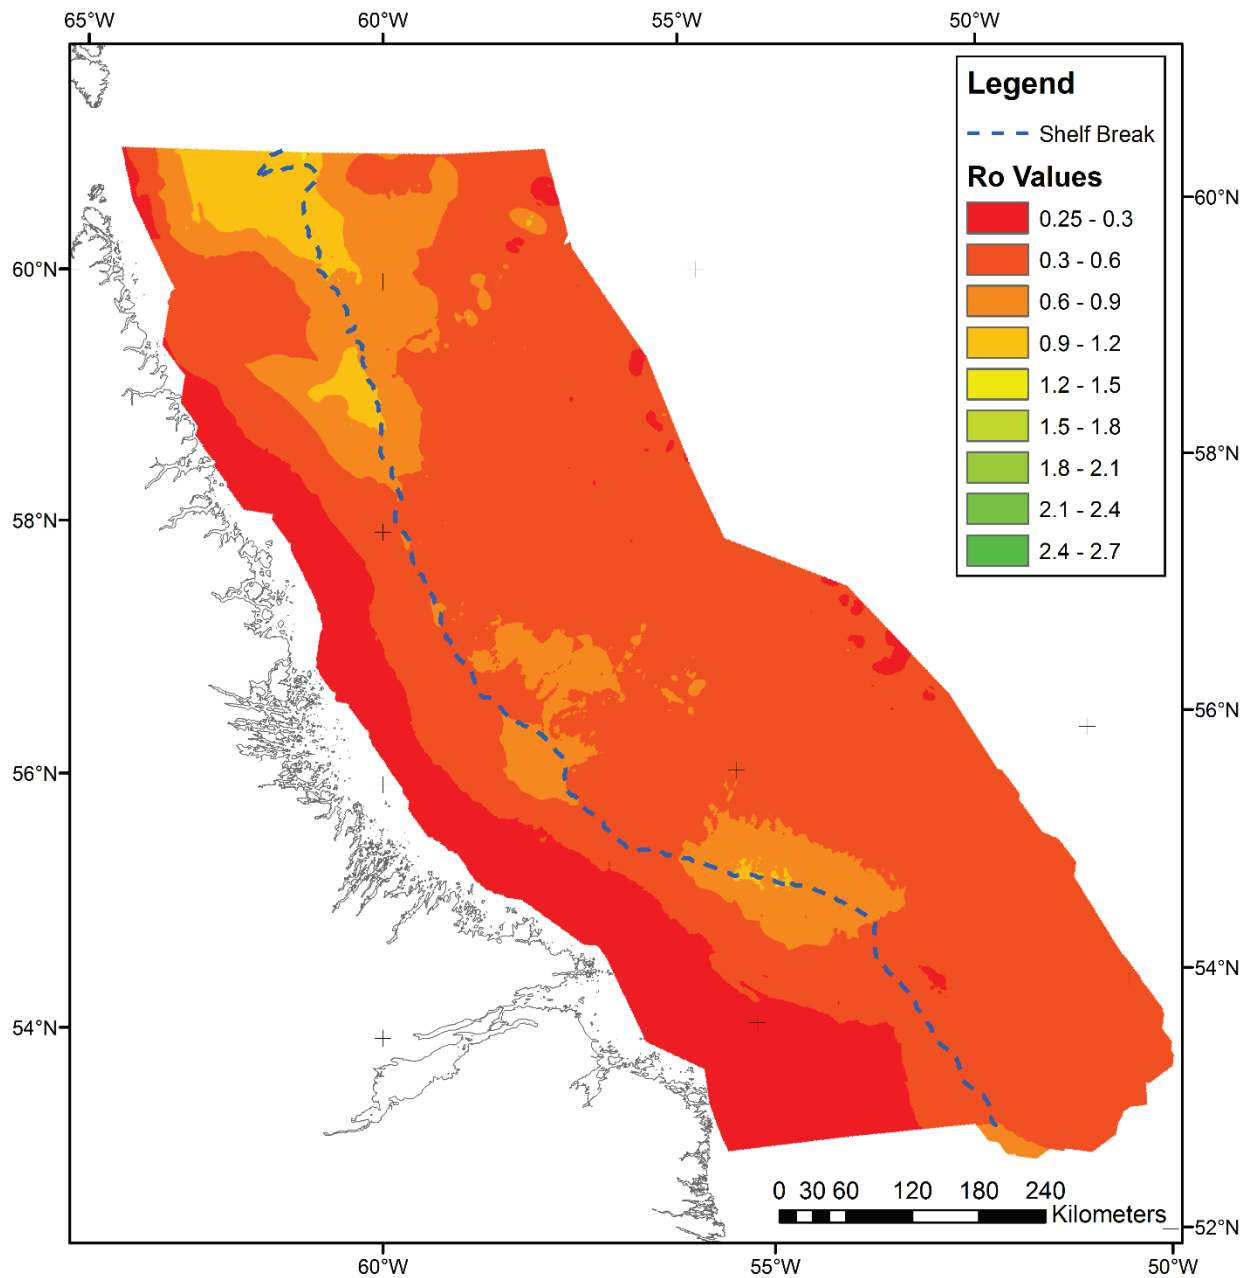 65°W 60°W 55°W 50°W
Legend
Shelf Break
Ro Values
0.25 - 0.3
0.3 - 0.6
0.6 - 0.9
0.9 - 1.2
1.2 - 1.5
1.5 - 1.8
1.8 - 2.1
2.1 - 2.4
2.4 - 2.7
60°N
60°N
58°N
58°N
56°N
56°N
54°N
54°N
0 30 60 120 180 240
Kilometers
52°N
60°W 55°W 50°W